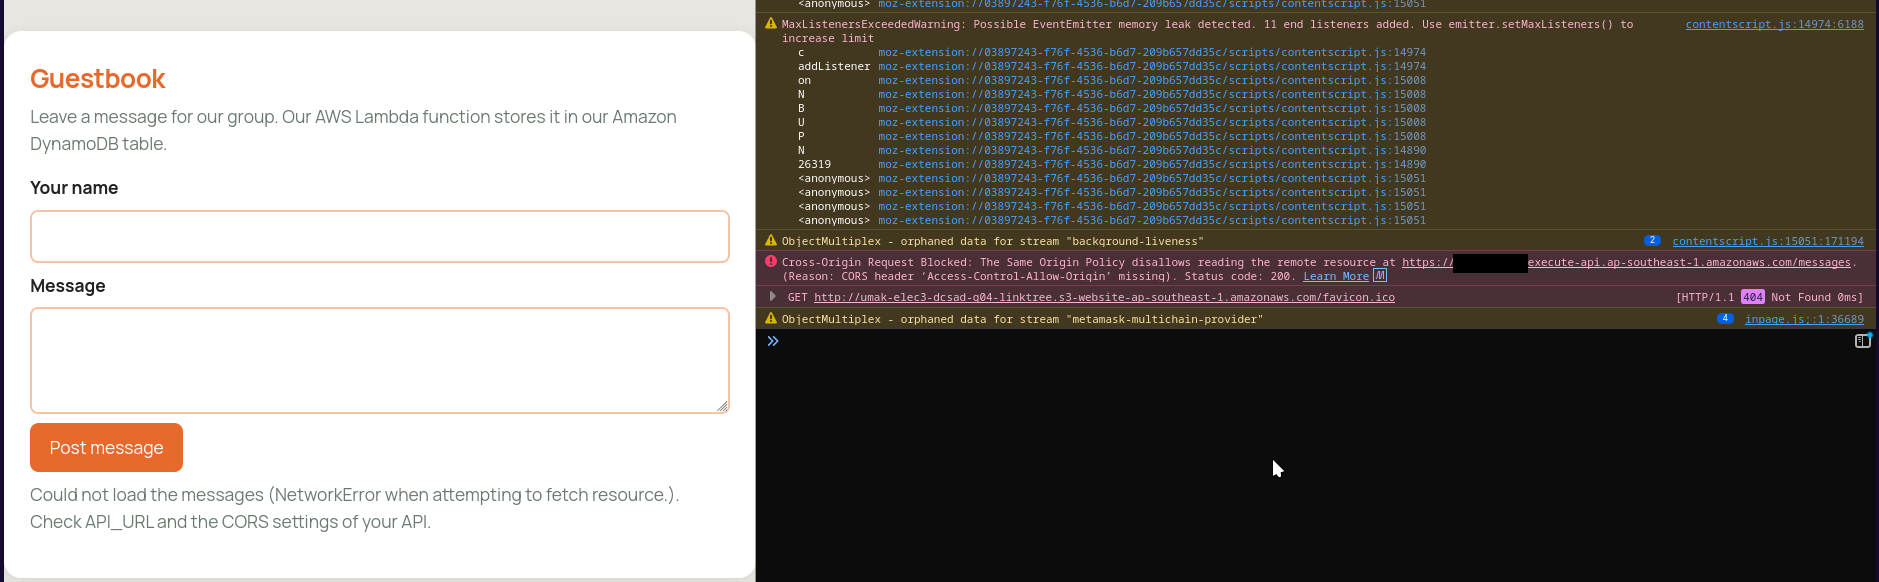 Guestbook
Leave a message for our group. Our AWS Lambda function stores it in our Amazon
DynamoDB table.
Your name
Message
Post message
Could not load the messages (NetworkError when attempting to fetch resource.).
Check API_URL and the CORS settings of your API.
<anonymous> moz-extension://03897243-f76f-4536-b6d7-209b657dd35c/scripts/contentscript.js:15051
MaxListenersExceededWarning: Possible EventEmitter memory leak detected. 11 end listeners added. Use emitter.setMaxListeners() to contentscript.js:14974:6188
increase limit
c moz-extension://03897243-f76f-4536-b6d7-209b657dd35c/scripts/contentscript.js:14974
addListener moz-extension://03897243-f76f-4536-b6d7-209b657dd35c/scripts/contentscript.js:14974
on moz-extension://03897243-f76f-4536-b6d7-209b657dd35c/scripts/contentscript.js:15008
N moz-extension://03897243-f76f-4536-b6d7-209b657dd35c/scripts/contentscript.js:15008
B moz-extension://03897243-f76f-4536-b6d7-209b657dd35c/scripts/contentscript.js:15008
U moz-extension://03897243-f76f-4536-b6d7-209b657dd35c/scripts/contentscript.js:15008
P moz-extension://03897243-f76f-4536-b6d7-209b657dd35c/scripts/contentscript.js:15008
N moz-extension://03897243-f76f-4536-b6d7-209b657dd35c/scripts/contentscript.js:14890
26319 moz-extension://03897243-f76f-4536-b6d7-209b657dd35c/scripts/contentscript.js:14890
<anonymous> moz-extension://03897243-f76f-4536-b6d7-209b657dd35c/scripts/contentscript.js:15051
<anonymous> moz-extension://03897243-f76f-4536-b6d7-209b657dd35c/scripts/contentscript.js:15051
<anonymous> moz-extension://03897243-f76f-4536-b6d7-209b657dd35c/scripts/contentscript.js:15051
<anonymous> moz-extension://03897243-f76f-4536-b6d7-209b657dd35c/scripts/contentscript.js:15051
ObjectMultiplex - orphaned data for stream "background-liveness" 2 contentscript.js:15051:171194
Cross-Origin Request Blocked: The Same Origin Policy disallows reading the remote resource at https:// execute-api.ap-southeast-1.amazonaws.com/messages.
(Reason: CORS header ‘Access-Control-Allow-Origin’ missing). Status code: 200. Learn More
GET http://umak-elec3-dcsad-g04-linktree.s3-website-ap-southeast-1.amazonaws.com/favicon.ico [HTTP/1.1 404 Not Found 0ms]
ObjectMultiplex - orphaned data for stream "metamask-multichain-provider" 4 inpage.js;:1:36689